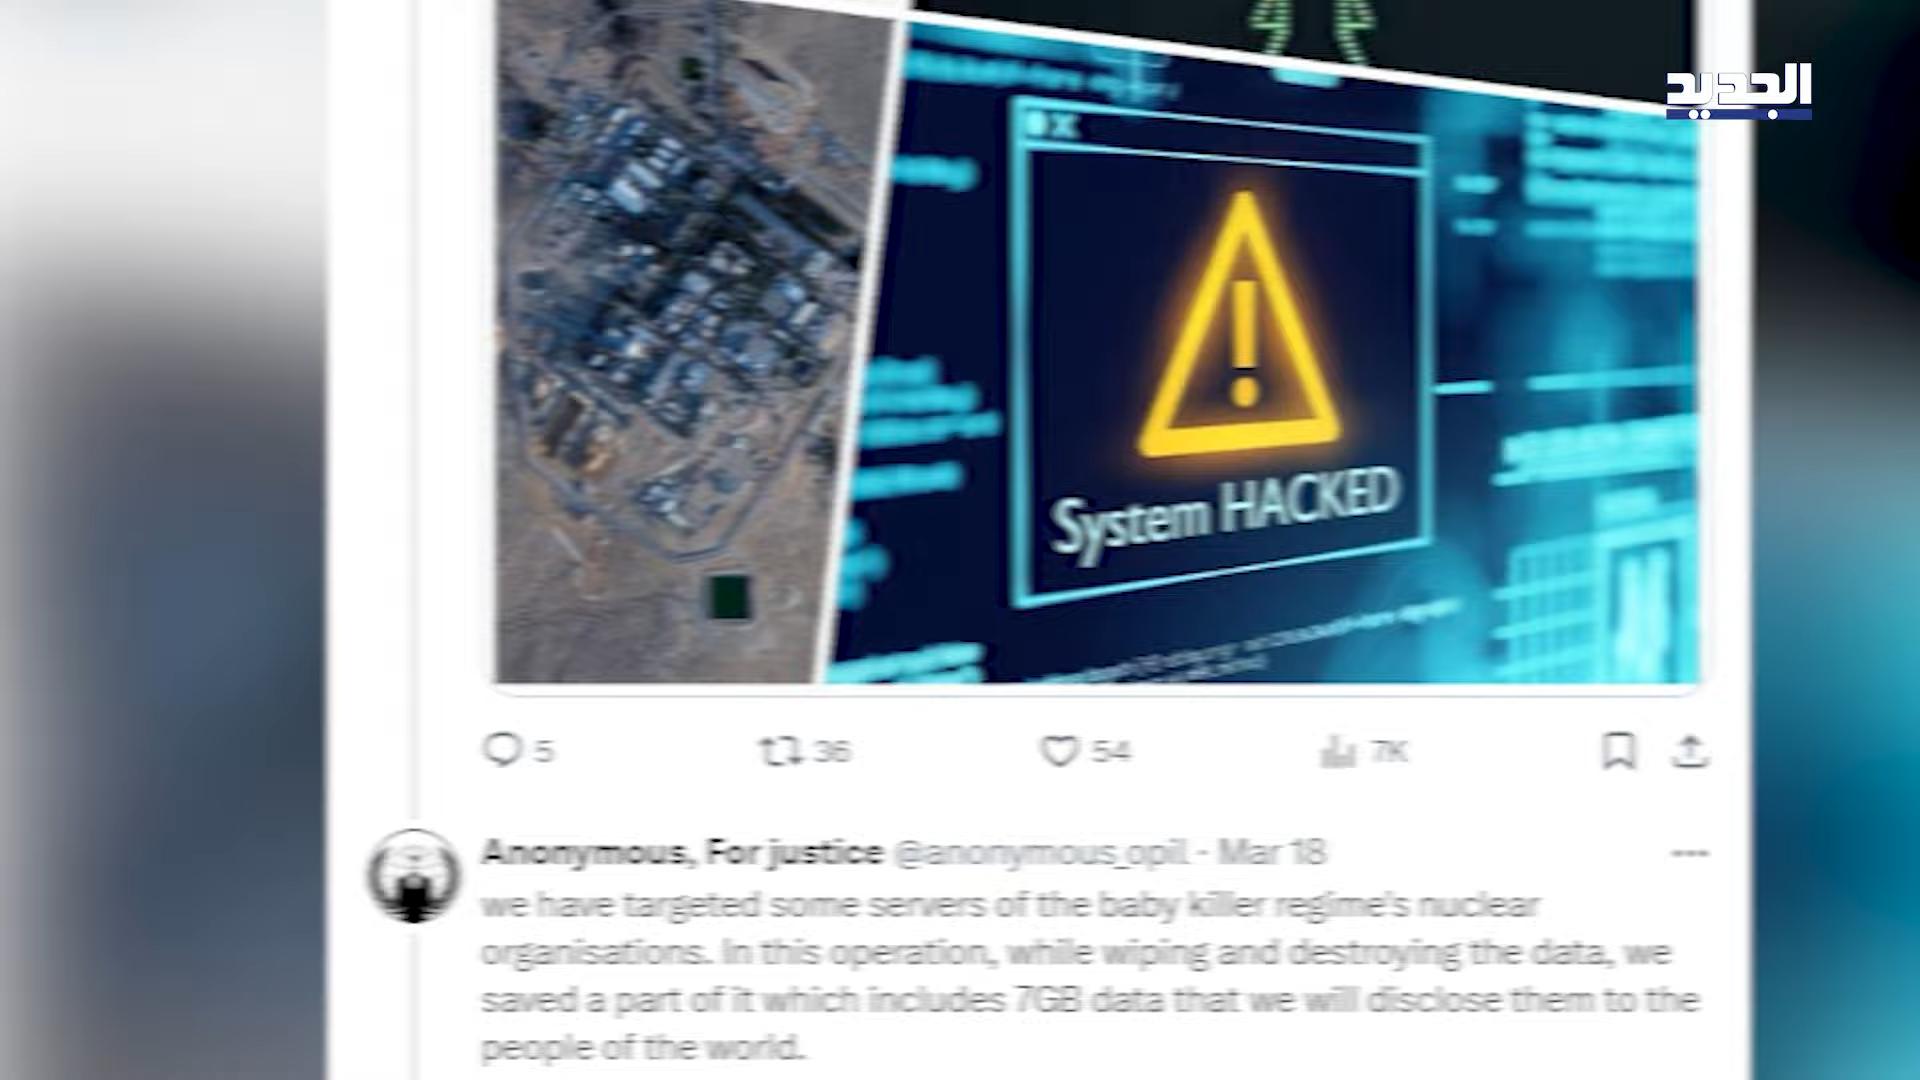 الجديد
X
System HACKED
5 36 54 7K
Anonymous, For justice @anonymous_opil · Mar 18 ...
we have targeted some servers of the baby killer regime's nuclear
organisations. In this operation, while wiping and destroying the data, we
saved a part of it which includes 7GB data that we will disclose them to the
people of the world.